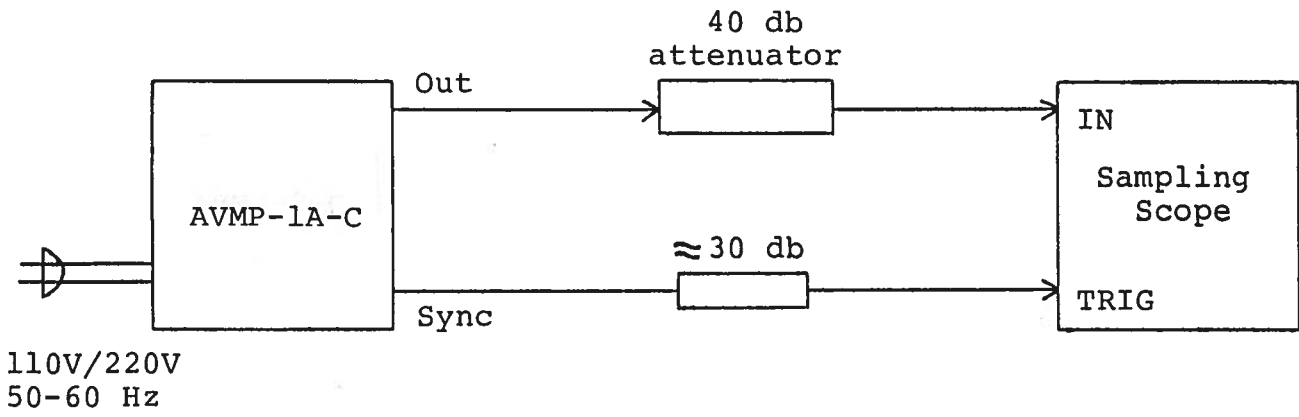 40 db
attenuator
Out
IN
Sampling
Scope
AVMP-1A-C
≈ 30 db
Sync
TRIG
110V/220V
50-60 Hz